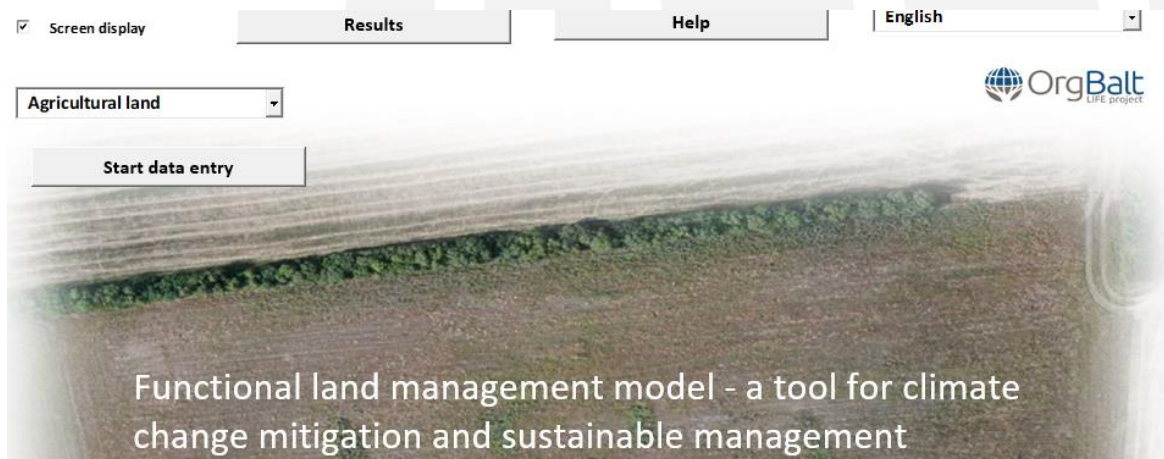 Screen display
Results
Help
English
OrgBalt
LIFE project
Agricultural land
Start data entry
Functional land management model - a tool for climate
change mitigation and sustainable management